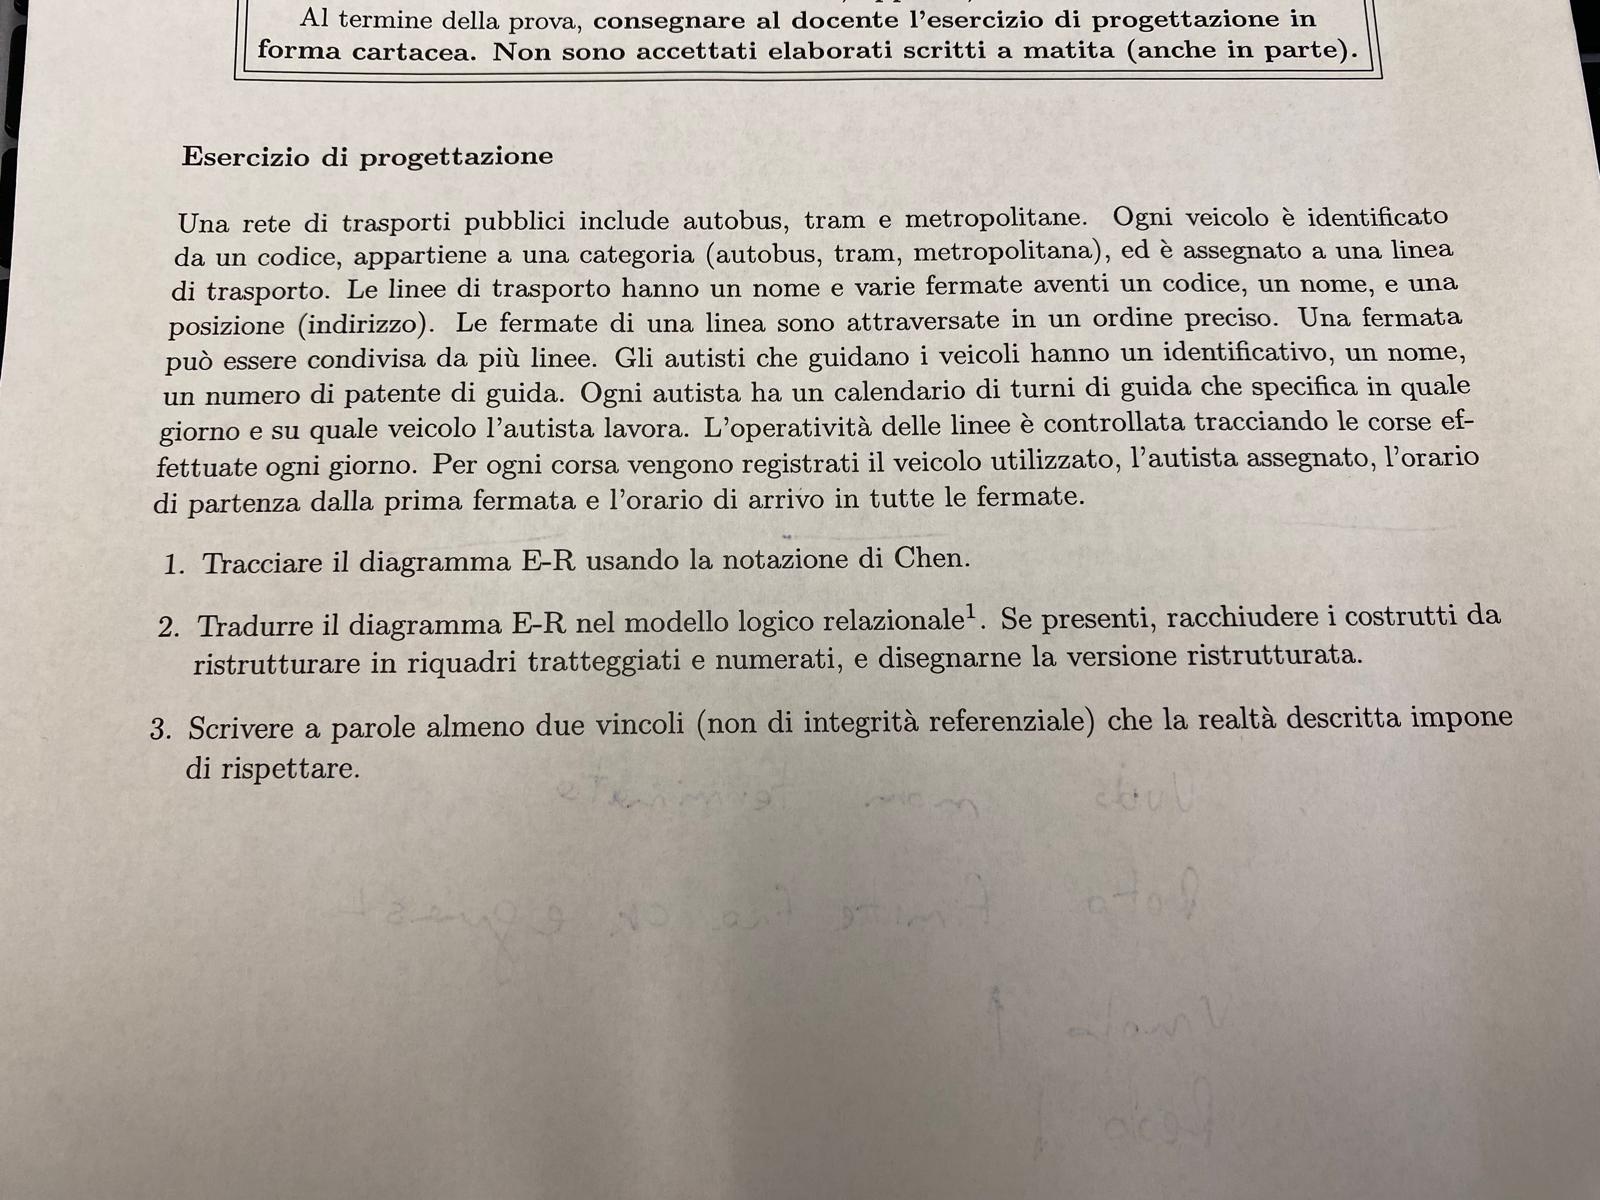 Al termine della prova, consegnare al docente l'esercizio di progettazione in
forma cartacea. Non sono accettati elaborati scritti a matita (anche in parte).
Esercizio di progettazione
Una rete di trasporti pubblici include autobus, tram e metropolitane. Ogni veicolo è identificato
da un codice, appartiene a una categoria (autobus, tram, metropolitana), ed è assegnato a una linea
di trasporto. Le linee di trasporto hanno un nome e varie fermate aventi un codice, un nome, e una
posizione (indirizzo). Le fermate di una linea sono attraversate in un ordine preciso. Una fermata
può essere condivisa da più linee. Gli autisti che guidano i veicoli hanno un identificativo, un nome,
un numero di patente di guida. Ogni autista ha un calendario di turni di guida che specifica in quale
giorno e su quale veicolo l'autista lavora. L'operatività delle linee è controllata tracciando le corse ef-
fettuate ogni giorno. Per ogni corsa vengono registrati il veicolo utilizzato, l'autista assegnato, l'orario
di partenza dalla prima fermata e l'orario di arrivo in tutte le fermate.
1. Tracciare il diagramma E-R usando la notazione di Chen.
2. Tradurre il diagramma E-R nel modello logico relazionale¹. Se presenti, racchiudere i costrutti da
ristrutturare in riquadri tratteggiati e numerati, e disegnarne la versione ristrutturata.
3. Scrivere a parole almeno due vincoli (non di integrità referenziale) che la realtà descritta impone
di rispettare.